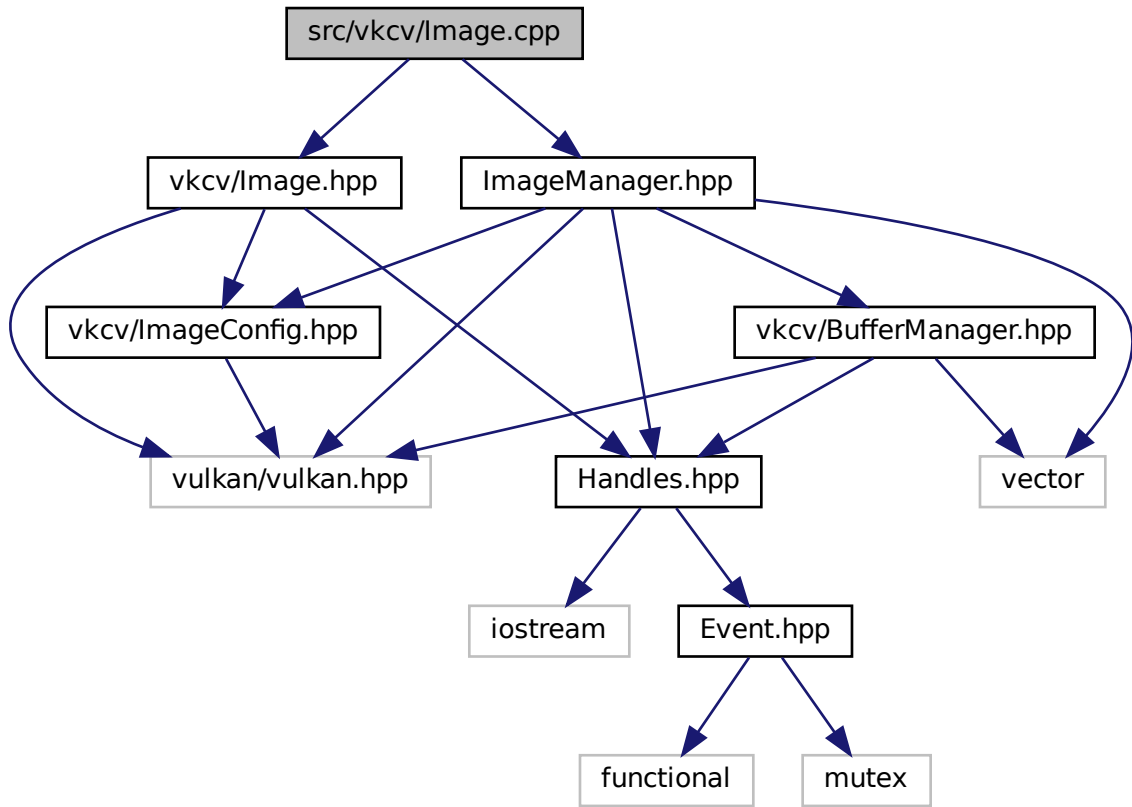 src/vkcv/Image.cpp
vkcv/Image.hpp
ImageManager.hpp
vkcv/ImageConfig.hpp
vkcv/BufferManager.hpp
vulkan/vulkan.hpp
Handles.hpp
vector
iostream
Event.hpp
functional
mutex